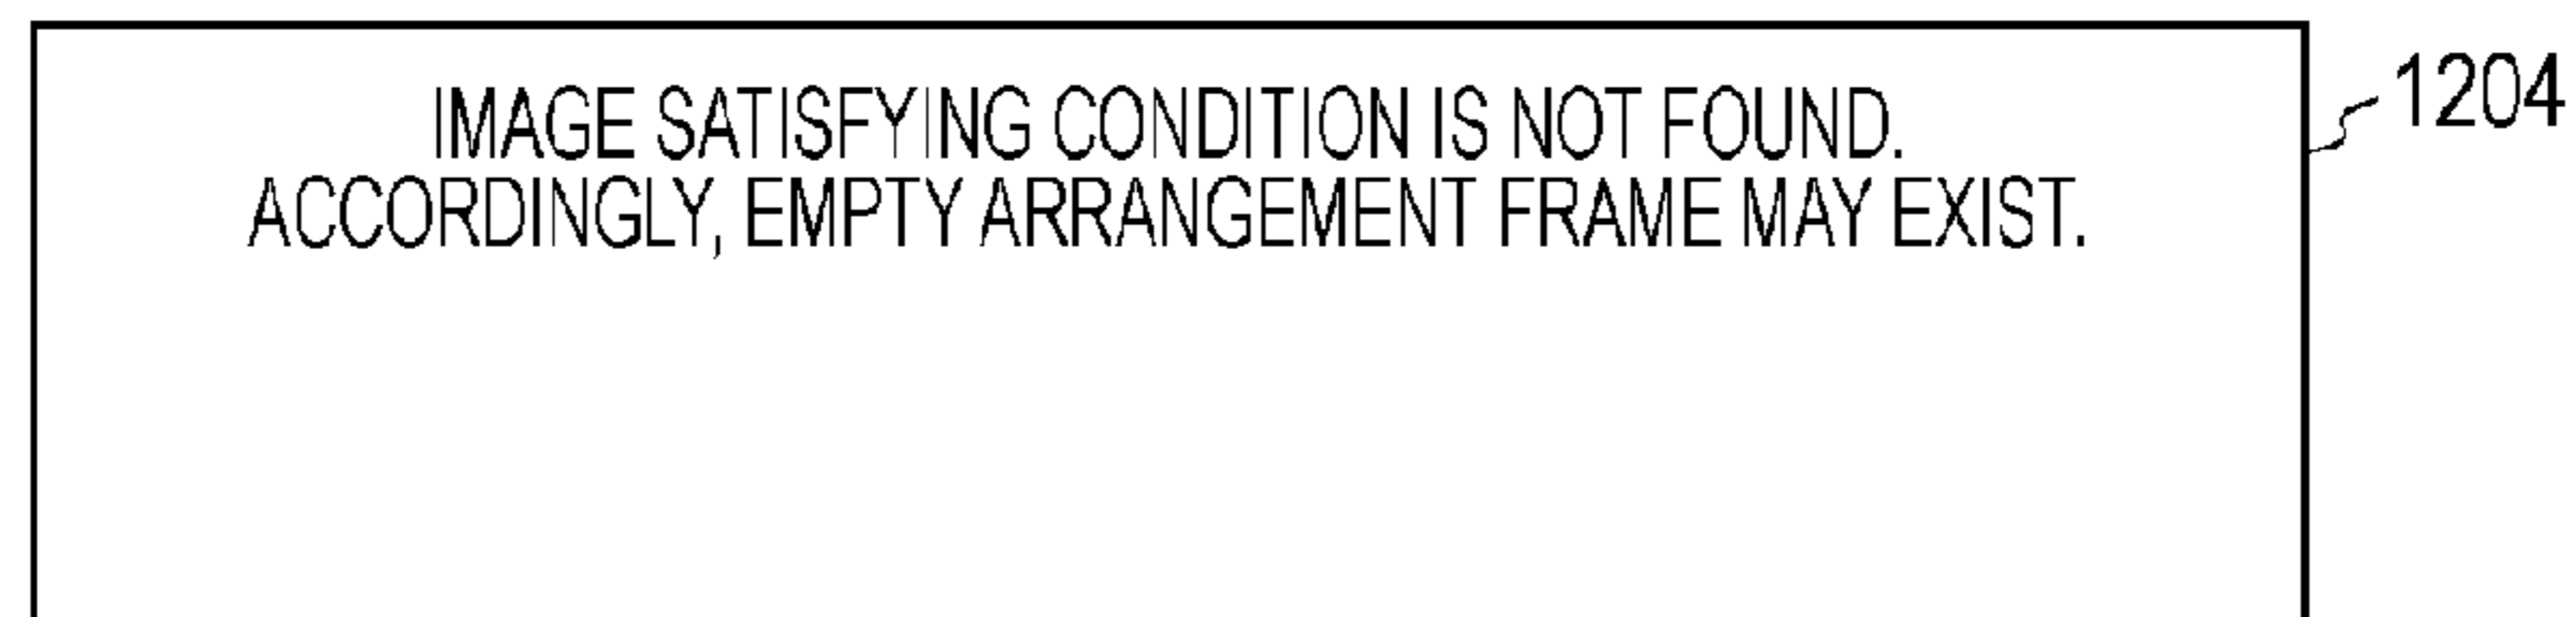 IMAGE SATISFYING CONDITION IS NOT FOUND.
ACCORDINGLY, EMPTY ARRANGEMENT FRAME MAY EXIST.
1204